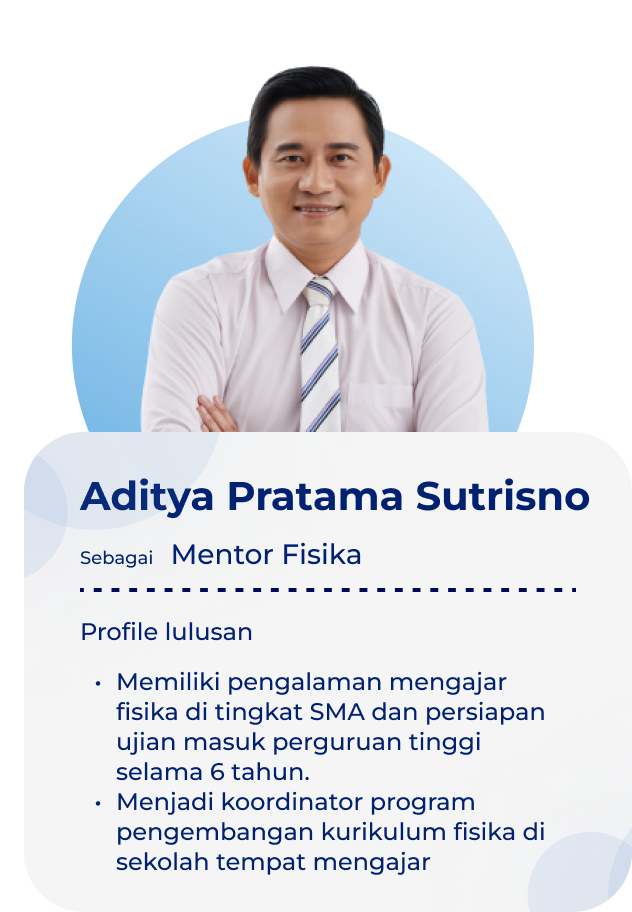 Aditya Pratama Sutrisno
Sebagai Mentor Fisika
Profile lulusan
• Memiliki pengalaman mengajar
fisika di tingkat SMA dan persiapan
ujian masuk perguruan tinggi
selama 6 tahun.
• Menjadi koordinator program
pengembangan kurikulum fisika di
sekolah tempat mengajar